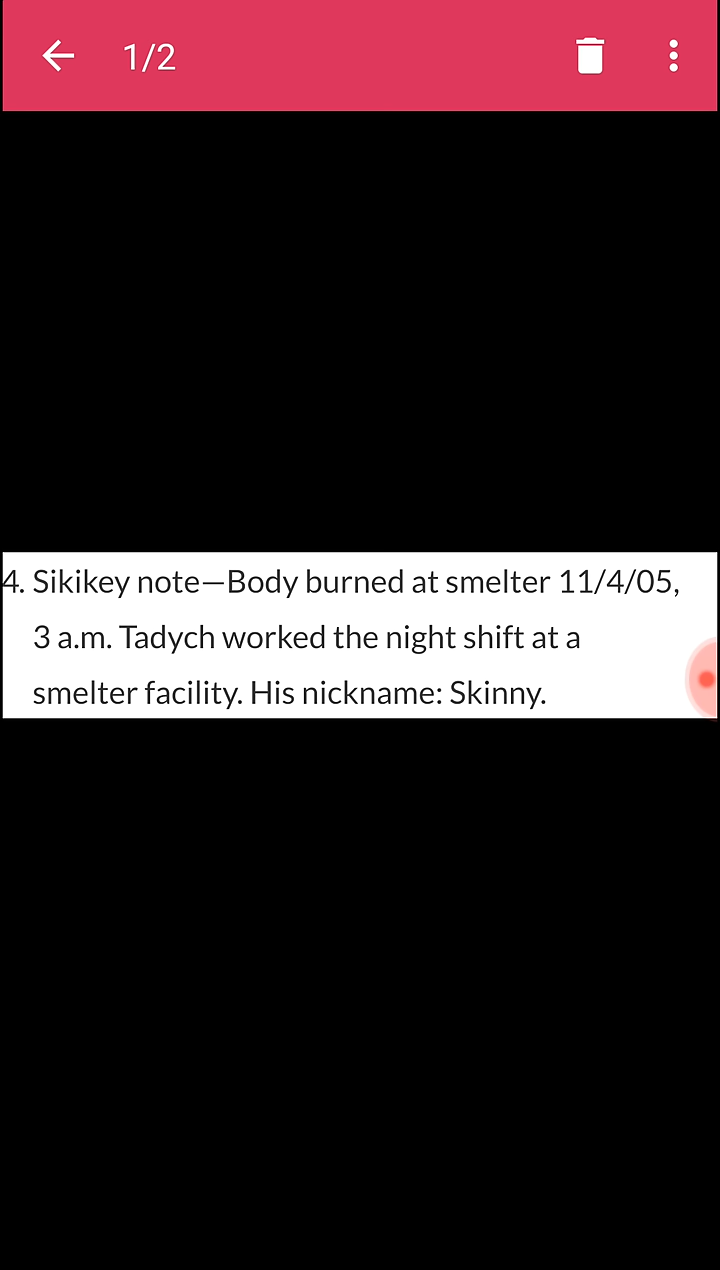 1/2
4. Sikikey note—Body burned at smelter 11/4/05,
3 a.m. Tadych worked the night shift at a
smelter facility. His nickname: Skinny.